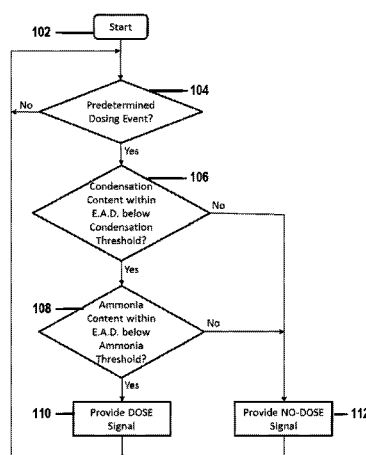 102
Start
104
No
Predetermined
Dosing Event?
Yes
106
Condensation
Content within
E.A.D. below
Condensation
Threshold?
No
Yes
108
Ammonia
Content within
E.A.D. below
Ammonia
Threshold?
No
Yes
110
Provide DOSE
Signal
Provide NO-DOSE
Signal
112